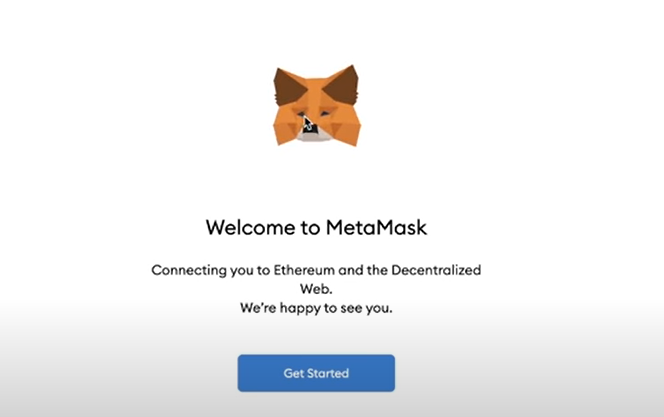 Welcome to MetaMask
Connecting you to Ethereum and the Decentralized
Web.
We're happy to see you.
Get Started